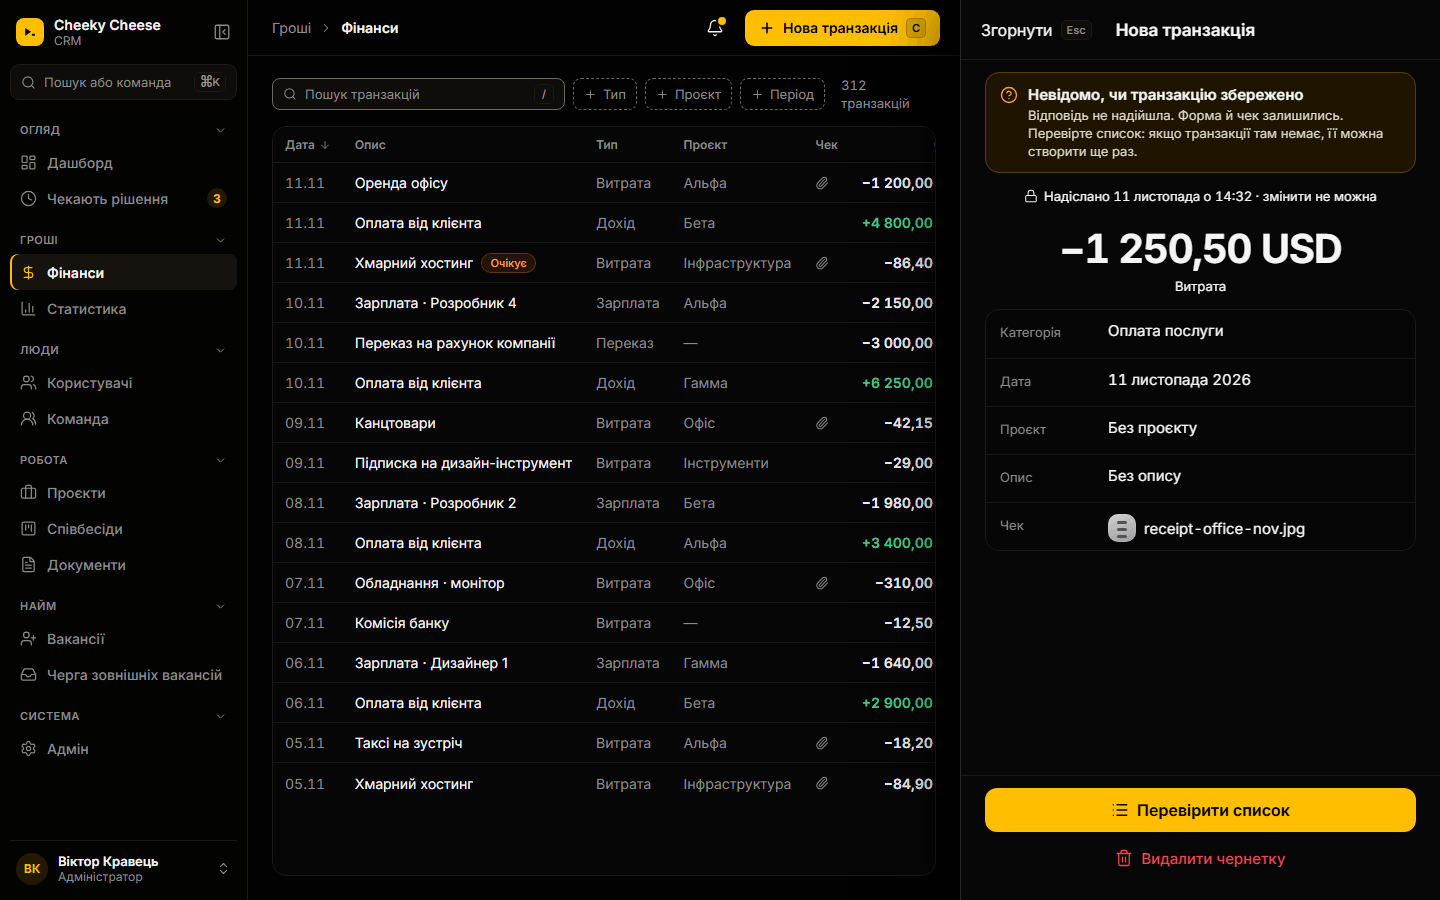 Cheeky Cheese
CRM
Пошук або команда ⌘K
ОГЛЯД
Дашборд
Чекають рішення 3
ГРОШІ
Фінанси
Статистика
ЛЮДИ
Користувачі
Команда
РОБОТА
Проєкти
Співбесіди
Документи
НАЙМ
Вакансії
Черга зовнішніх вакансій
СИСТЕМА
Адмін
ВК
Віктор Кравець
Адміністратор
Гроші Фінанси
Нова транзакція C
Пошук транзакцій /
Тип
Проєкт
Період
312
транзакцій
Дата Опис Тип Проєкт Чек
11.11 Оренда офісу Витрата Альфа −1 200,00
11.11 Оплата від клієнта Дохід Бета +4 800,00
11.11 Хмарний хостинг Очікує Витрата Інфраструктура −86,40
10.11 Зарплата · Розробник 4 Зарплата Альфа −2 150,00
10.11 Переказ на рахунок компанії Переказ — −3 000,00
10.11 Оплата від клієнта Дохід Гамма +6 250,00
09.11 Канцтовари Витрата Офіс −42,15
09.11 Підписка на дизайн-інструмент Витрата Інструменти −29,00
08.11 Зарплата · Розробник 2 Зарплата Бета −1 980,00
08.11 Оплата від клієнта Дохід Альфа +3 400,00
07.11 Обладнання · монітор Витрата Офіс −310,00
07.11 Комісія банку Витрата — −12,50
06.11 Зарплата · Дизайнер 1 Зарплата Гамма −1 640,00
06.11 Оплата від клієнта Дохід Бета +2 900,00
05.11 Таксі на зустріч Витрата Альфа −18,20
05.11 Хмарний хостинг Витрата Інфраструктура −84,90
Згорнути Esc Нова транзакція
Невідомо, чи транзакцію збережено
Відповідь не надійшла. Форма й чек залишились.
Перевірте список: якщо транзакції там немає, її можна
створити ще раз.
Надіслано 11 листопада о 14:32 · змінити не можна
−1 250,50 USD
Витрата
Категорія Оплата послуги
Дата 11 листопада 2026
Проєкт Без проєкту
Опис Без опису
Чек receipt-office-nov.jpg
Перевірити список
Видалити чернетку